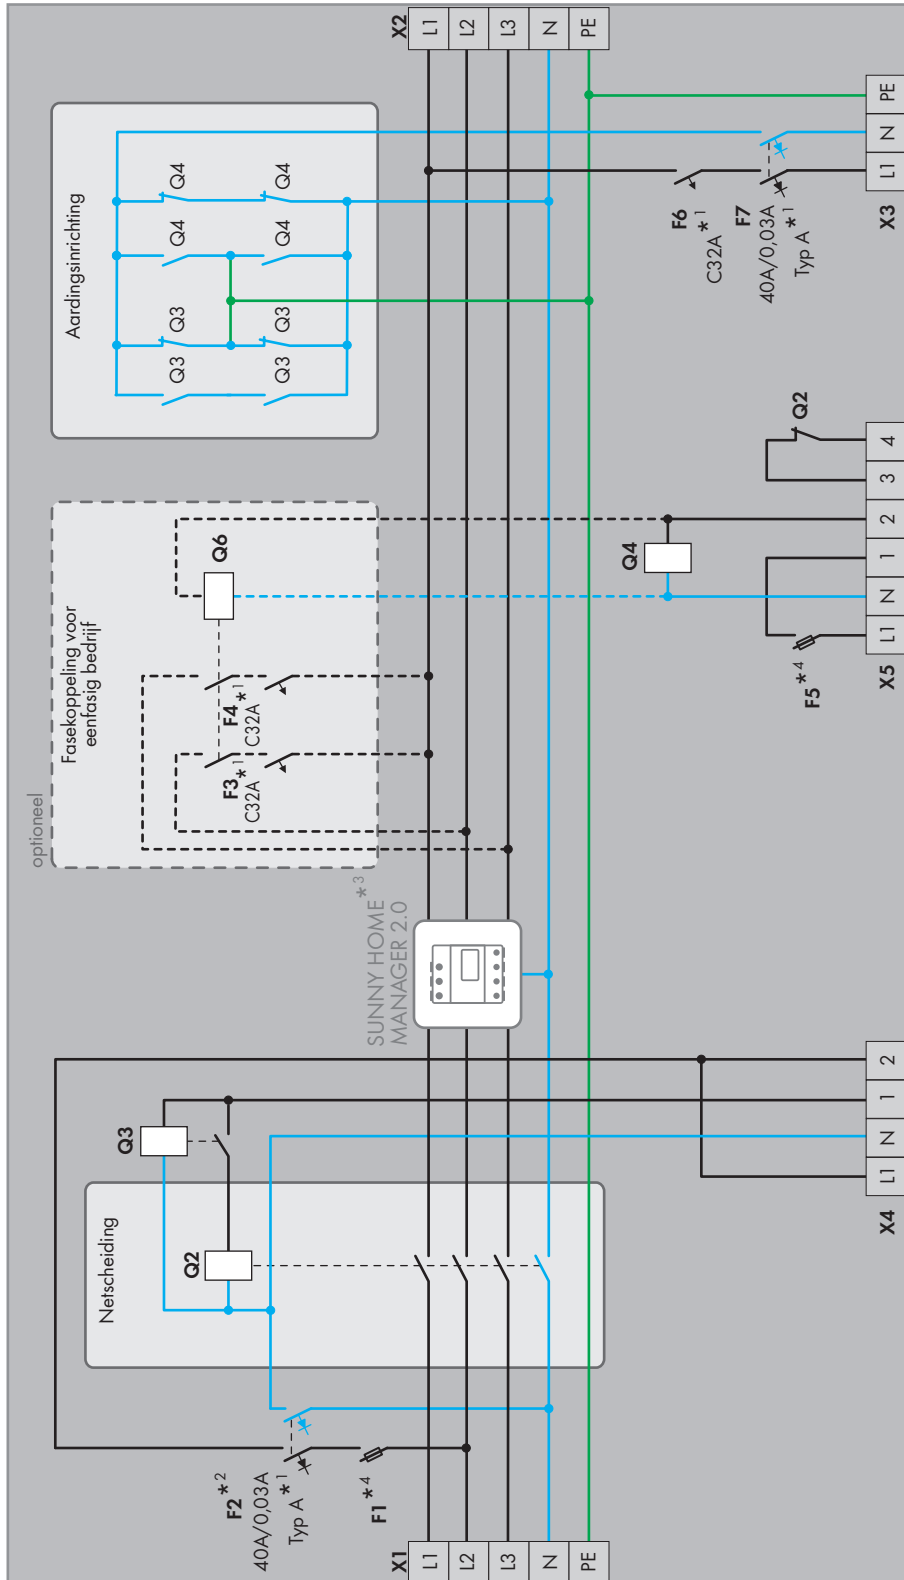 X2
L1
L2
L3
N
PE
Aardingsinrichting
Q4
Q4
Q4
Q4
Q3
Q3
Q3
Q3
PE
N
L1
X3
F6
C32A *1
F7
40A/0,03A
Typ A *1
optioneel
Fasekoppeling voor
eenfasig bedrijf
Q6
F4 *1
C32A
F3 *1
C32A
Q2
Q4
F5 *4
4
3
2
1
N
L1
X5
SUNNY HOME *3
MANAGER 2.0
Q3
Netscheiding
Q2
2
1
N
L1
X4
F2 *2
40A/0,03A
Typ A *1
F1 *4
X1
L1
L2
L3
N
PE